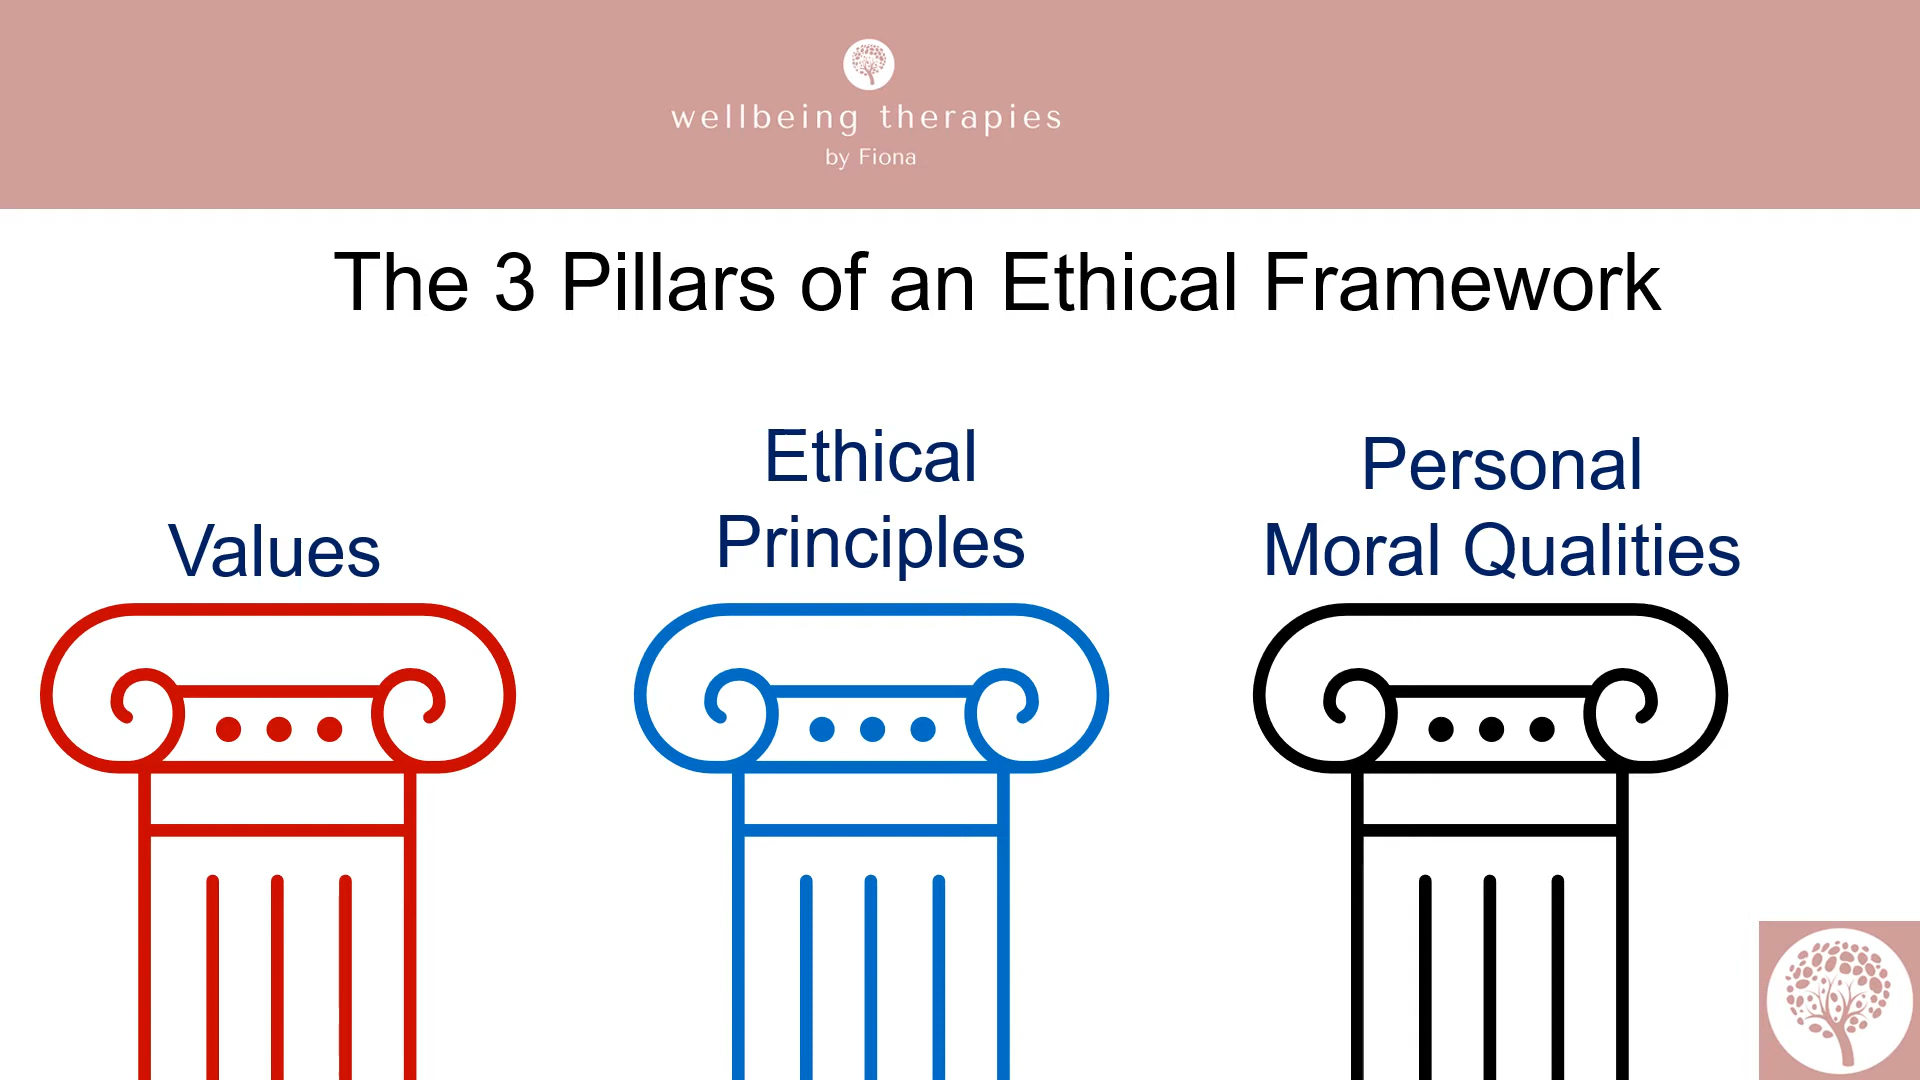 wellbeing therapies
by Fiona
The 3 Pillars of an Ethical Framework
Values
Ethical
Principles
Personal
Moral Qualities